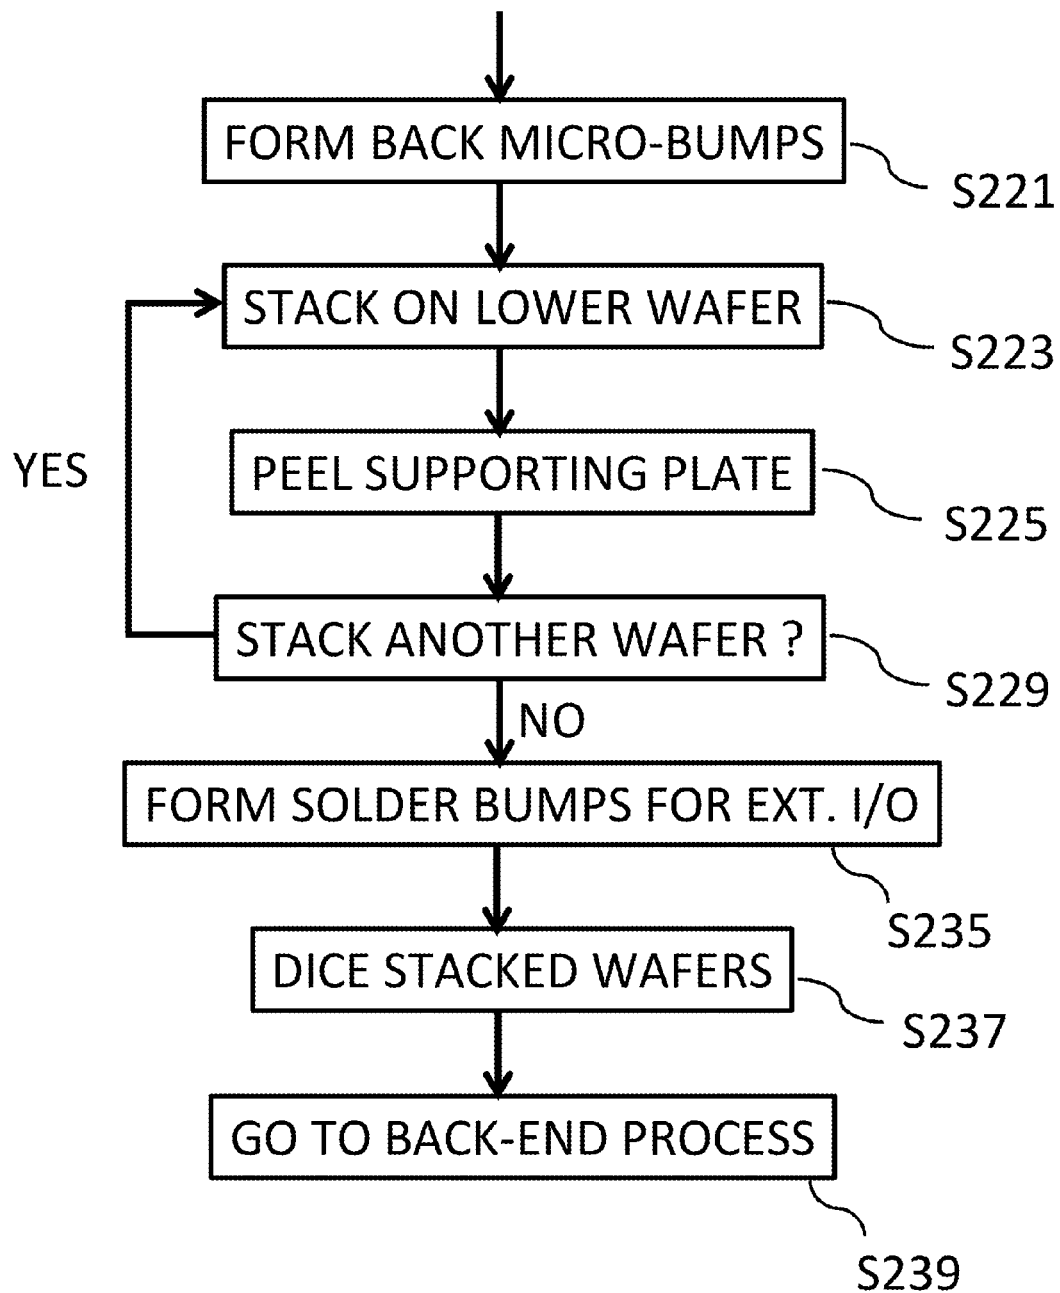 FORM BACK MICRO-BUMPS
S221
STACK ON LOWER WAFER
S223
YES
PEEL SUPPORTING PLATE
S225
STACK ANOTHER WAFER ?
S229
NO
FORM SOLDER BUMPS FOR EXT. I/O
S235
DICE STACKED WAFERS
S237
GO TO BACK-END PROCESS
S239